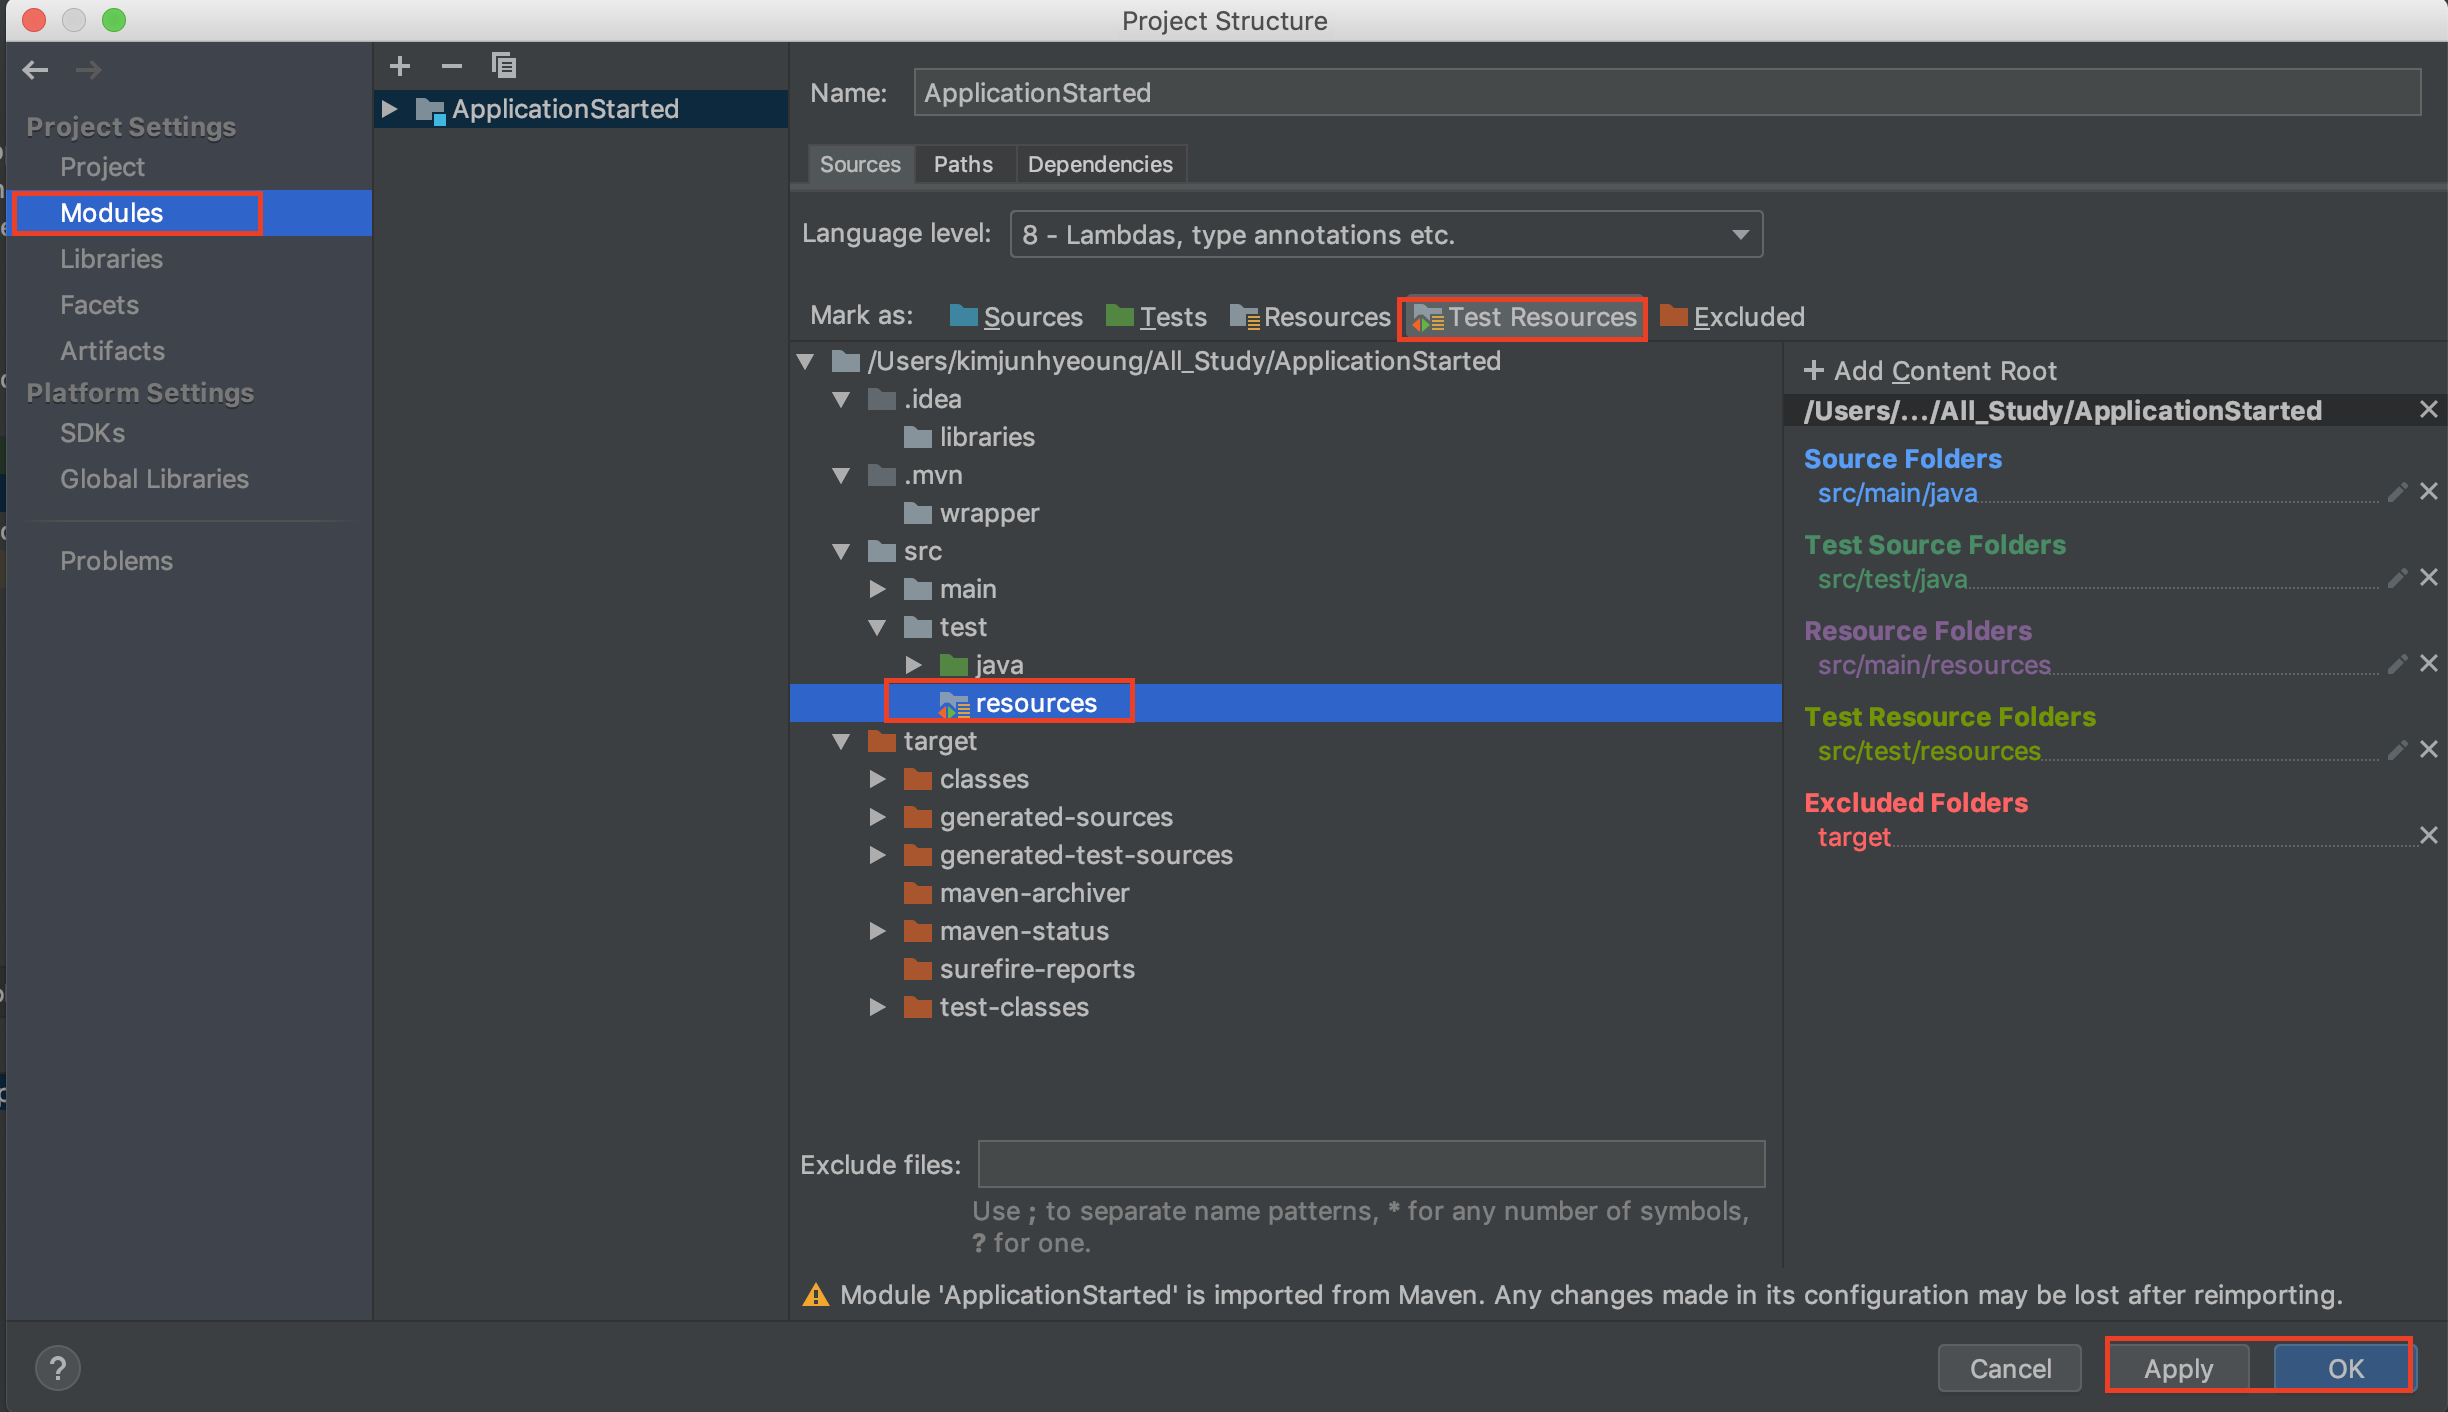 Project Structure
Project Settings
Project
Modules
Libraries
Facets
Artifacts
Platform Settings
SDKs
Global Libraries
Problems
ApplicationStarted
Name: ApplicationStarted
Sources Paths Dependencies
Language level: 8 - Lambdas, type annotations etc.
Mark as: Sources Tests Resources Test Resources Excluded
/Users/kimjunhyeoung/All_Study/ApplicationStarted
.idea
libraries
.mvn
wrapper
src
main
test
java
resources
target
classes
generated-sources
generated-test-sources
maven-archiver
maven-status
surefire-reports
test-classes
+ Add Content Root
/Users/.../All_Study/ApplicationStarted
Source Folders
src/main/java
Test Source Folders
src/test/java
Resource Folders
src/main/resources
Test Resource Folders
src/test/resources
Excluded Folders
target
Exclude files:
Use ; to separate name patterns, * for any number of symbols,
? for one.
Module 'ApplicationStarted' is imported from Maven. Any changes made in its configuration may be lost after reimporting.
?
Cancel Apply OK